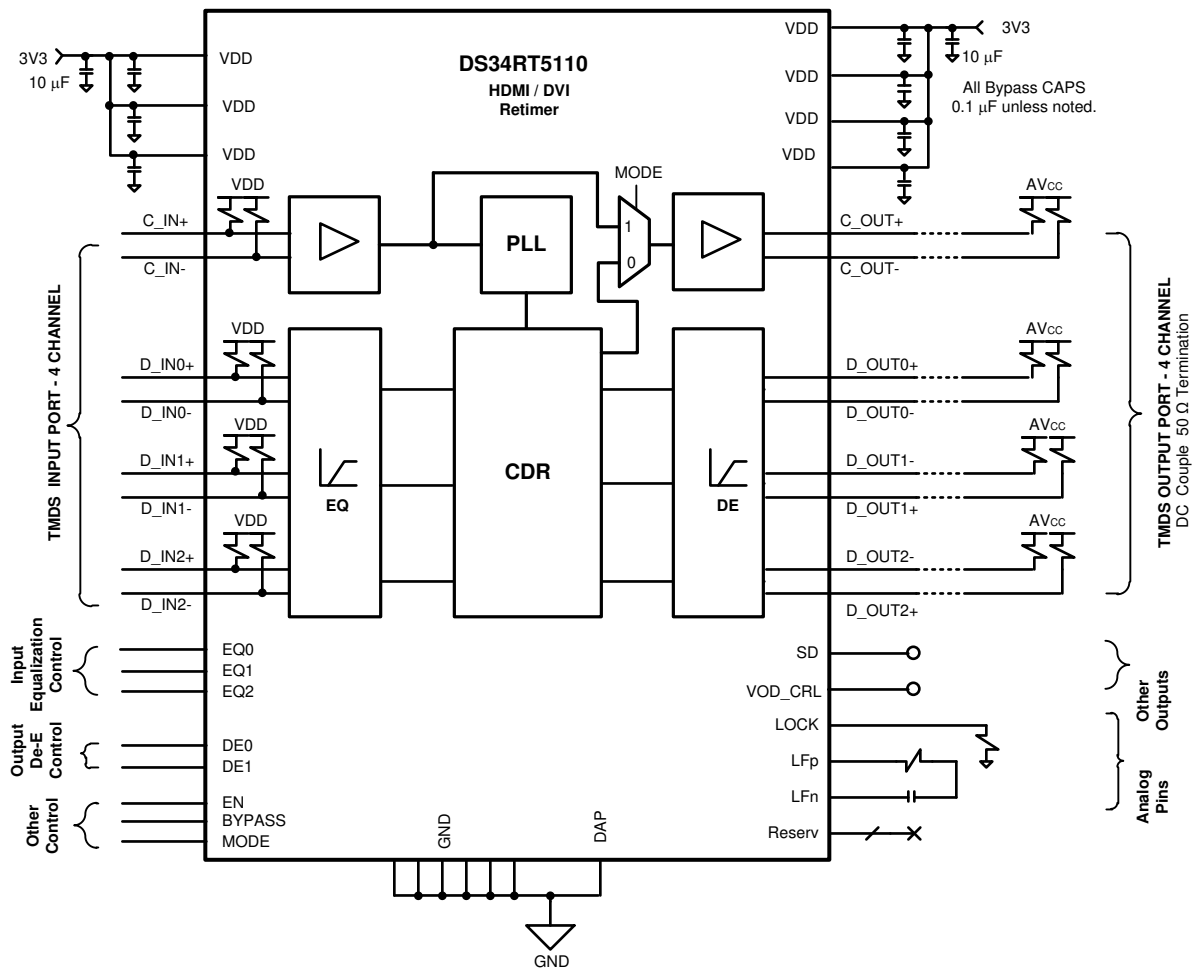 DS34RT5110
HDMI / DVI
Retimer
3V3
10 µF
VDD
VDD
VDD
VDD
VDD
VDD
VDD
3V3
10 µF
All Bypass CAPS
0.1 µF unless noted.
TMDS INPUT PORT - 4 CHANNEL
C_IN+
C_IN-
VDD
D_IN0+
D_IN0-
VDD
D_IN1+
D_IN1-
VDD
D_IN2+
D_IN2-
VDD
PLL
MODE
1
0
EQ
CDR
DE
C_OUT+
C_OUT-
AVcc
D_OUT0+
D_OUT0-
AVcc
D_OUT1-
D_OUT1+
AVcc
D_OUT2-
D_OUT2+
AVcc
TMDS OUTPUT PORT - 4 CHANNEL
DC Couple 50 Ω Termination
Input
Equalization
Control
EQ0
EQ1
EQ2
Output
De-E
Control
DE0
DE1
Other
Control
EN
BYPASS
MODE
SD
VOD_CRL
LOCK
LFp
LFn
Reserv
Other
Outputs
Analog
Pins
GND
DAP
GND